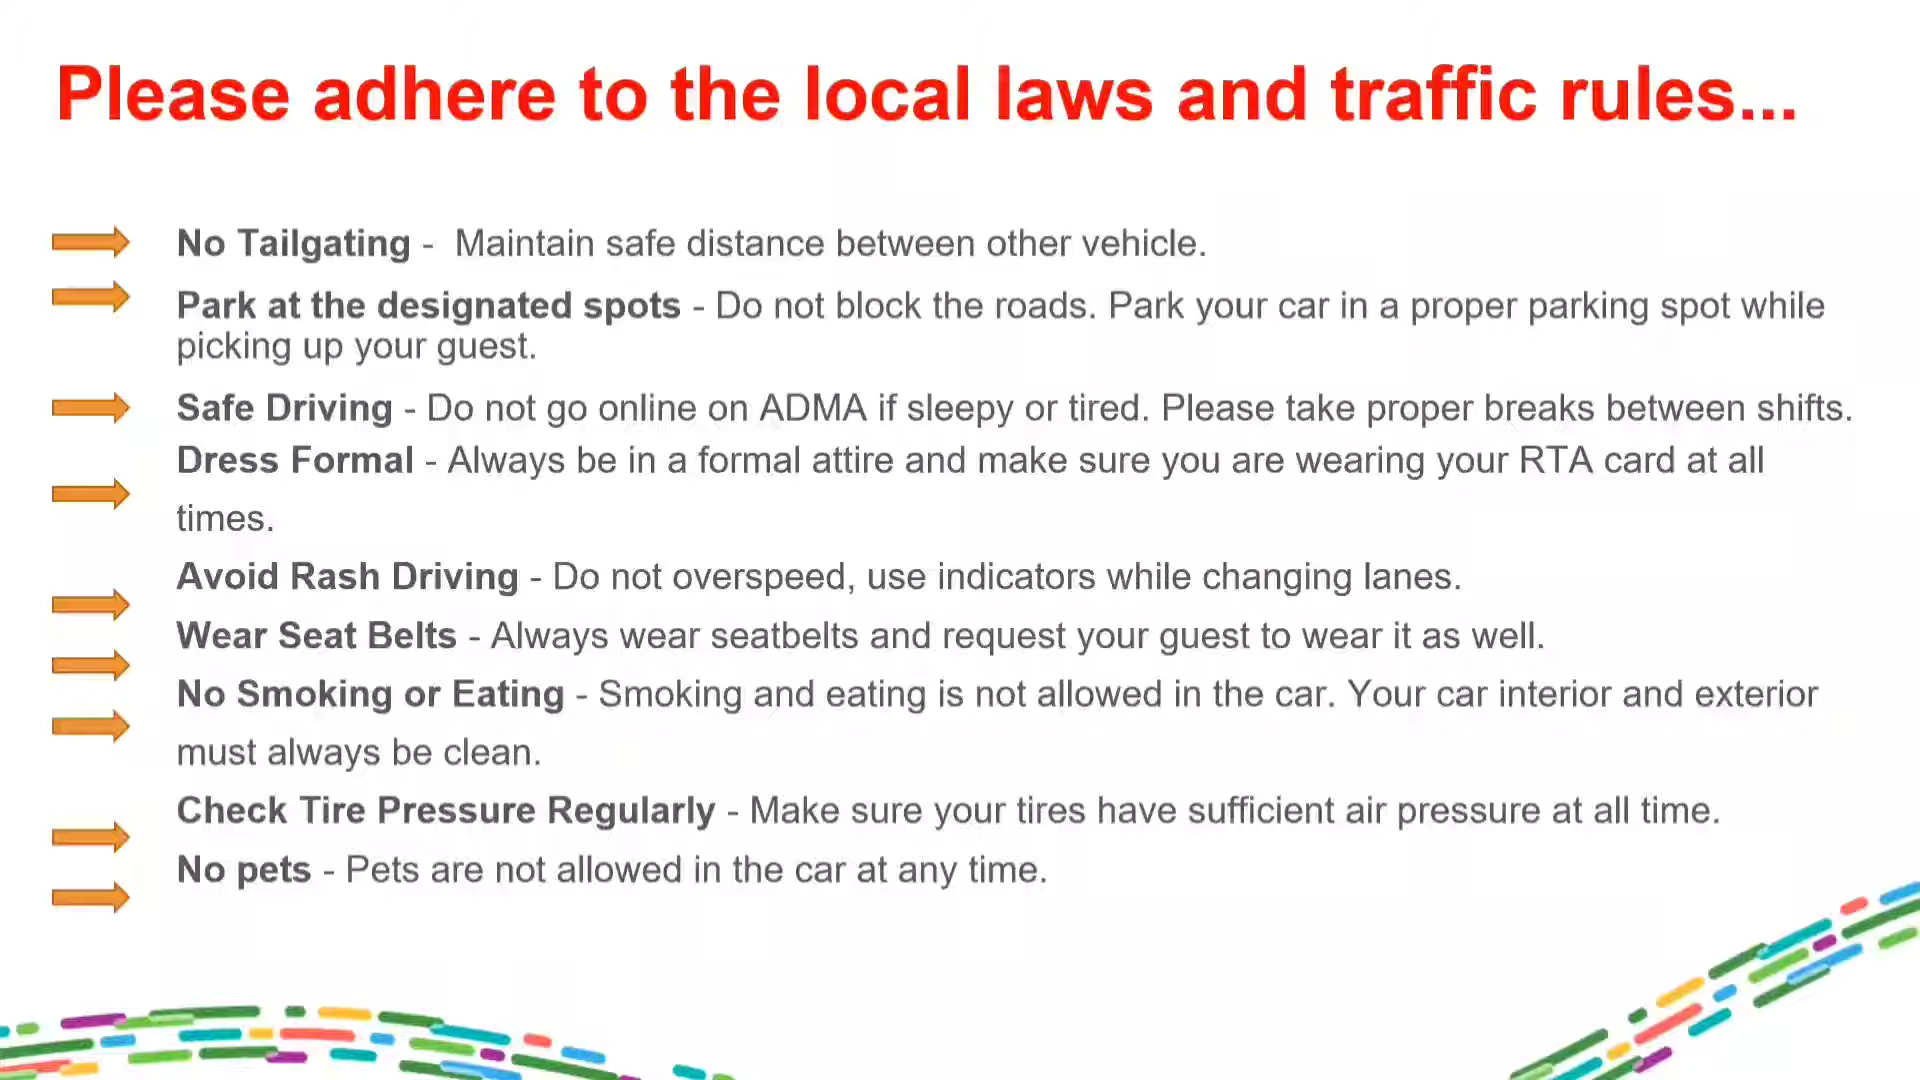 Please adhere to the local laws and traffic rules...
No Tailgating -  Maintain safe distance between other vehicle.
Park at the designated spots - Do not block the roads. Park your car in a proper parking spot while
picking up your guest.
Safe Driving - Do not go online on ADMA if sleepy or tired. Please take proper breaks between shifts.
Dress Formal - Always be in a formal attire and make sure you are wearing your RTA card at all
times.
Avoid Rash Driving - Do not overspeed, use indicators while changing lanes.
Wear Seat Belts - Always wear seatbelts and request your guest to wear it as well.
No Smoking or Eating - Smoking and eating is not allowed in the car. Your car interior and exterior
must always be clean.
Check Tire Pressure Regularly - Make sure your tires have sufficient air pressure at all time.
No pets - Pets are not allowed in the car at any time.